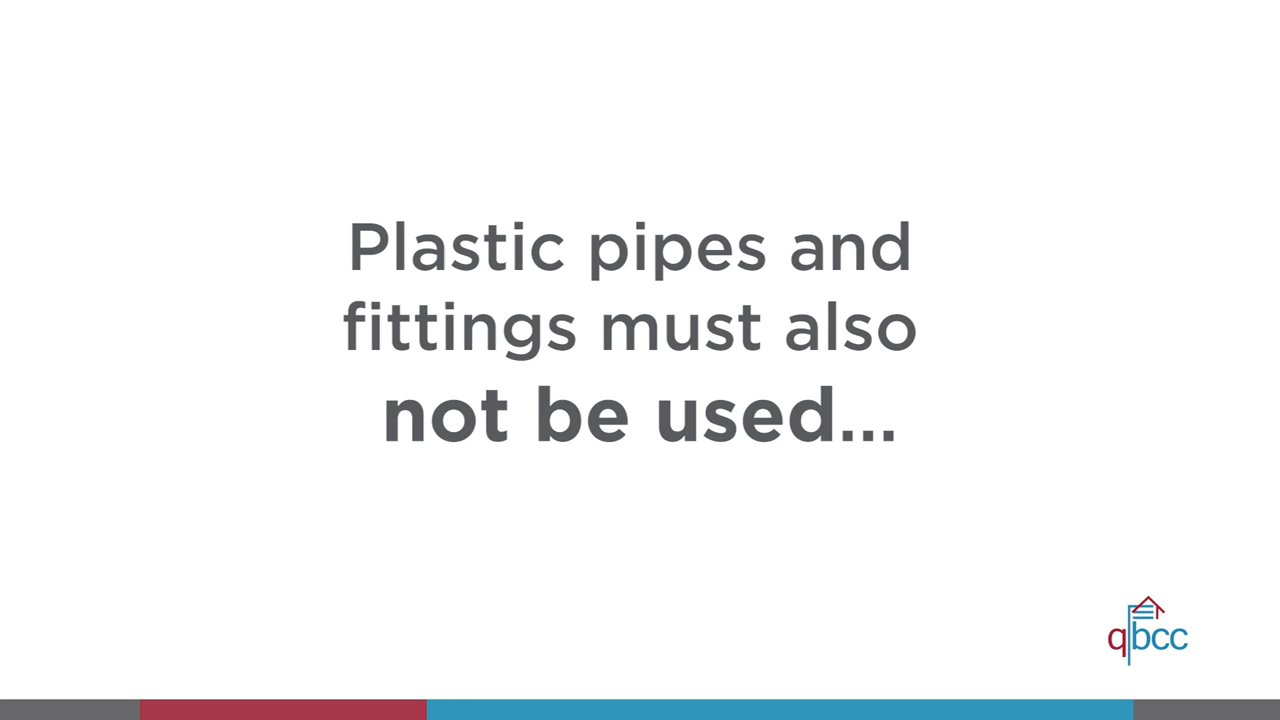 Plastic pipes and
fittings must also
not be used...
qbcc